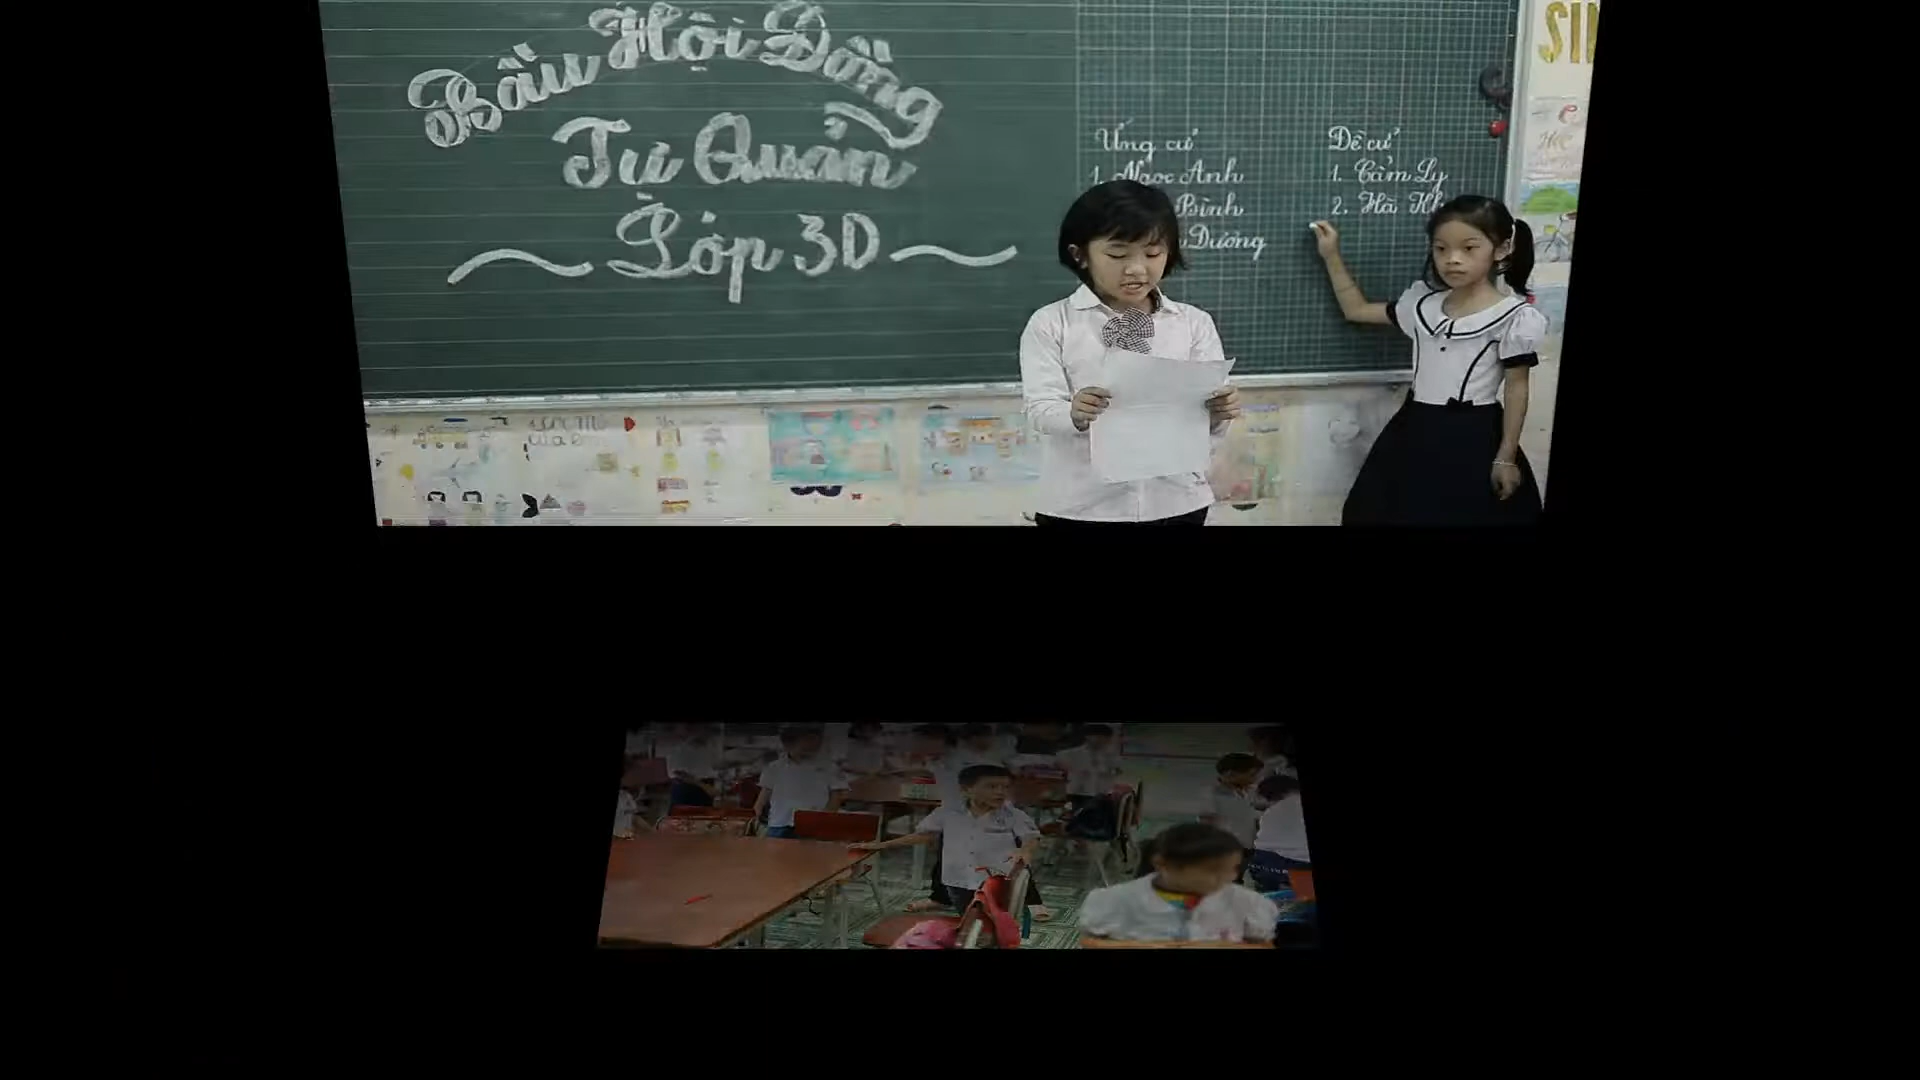 Bầu Hội Đồng
Tự Quản
Lớp 3D
Ứng cử
1. Ngọc Anh
Bình
Dương
Đề cử
1. Cẩm Ly
2. Hà